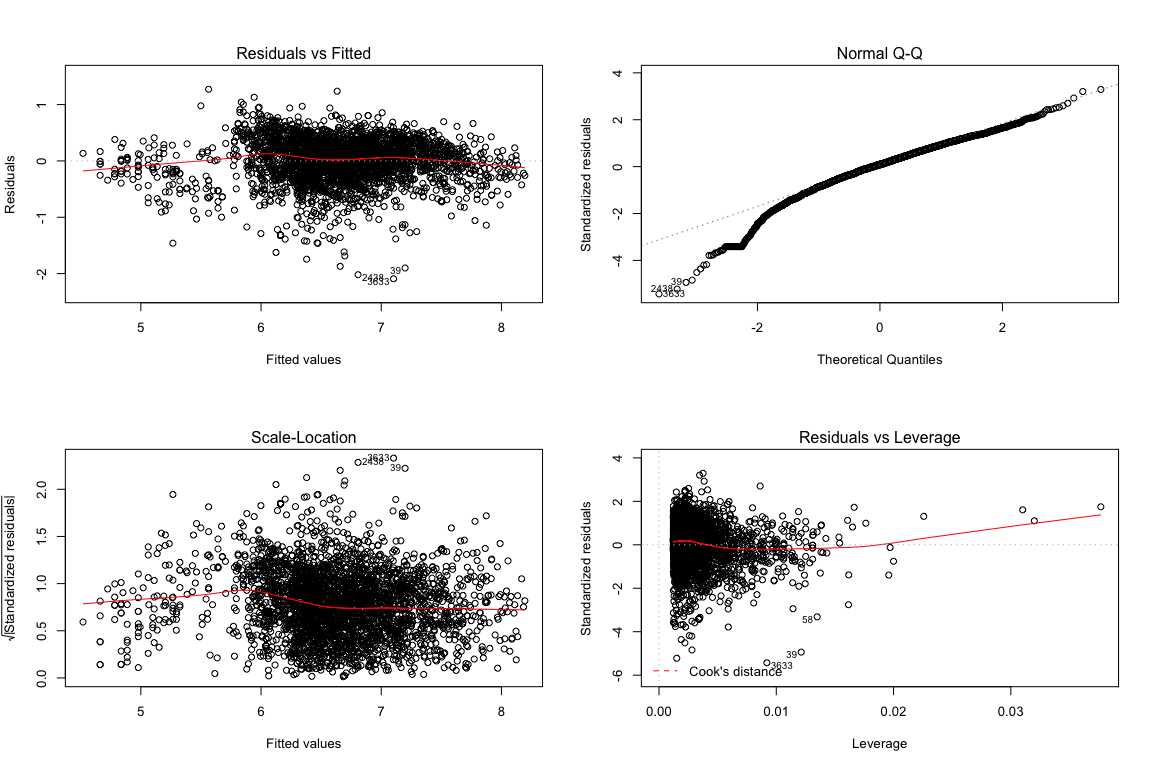 Residuals vs Fitted
Residuals
1
0
-1
-2
39
2438
3633
5 6 7 8
Fitted values
Normal Q-Q
Standardized residuals
4
2
0
-2
-4
39
2438
3633
-2 0 2
Theoretical Quantiles
Scale-Location
√|Standardized residuals|
2.0
1.5
1.0
0.5
0.0
3633
2438
39
5 6 7 8
Fitted values
Residuals vs Leverage
Standardized residuals
4
2
0
-2
-4
-6
58
39
3633
Cook's distance
0.00 0.01 0.02 0.03
Leverage